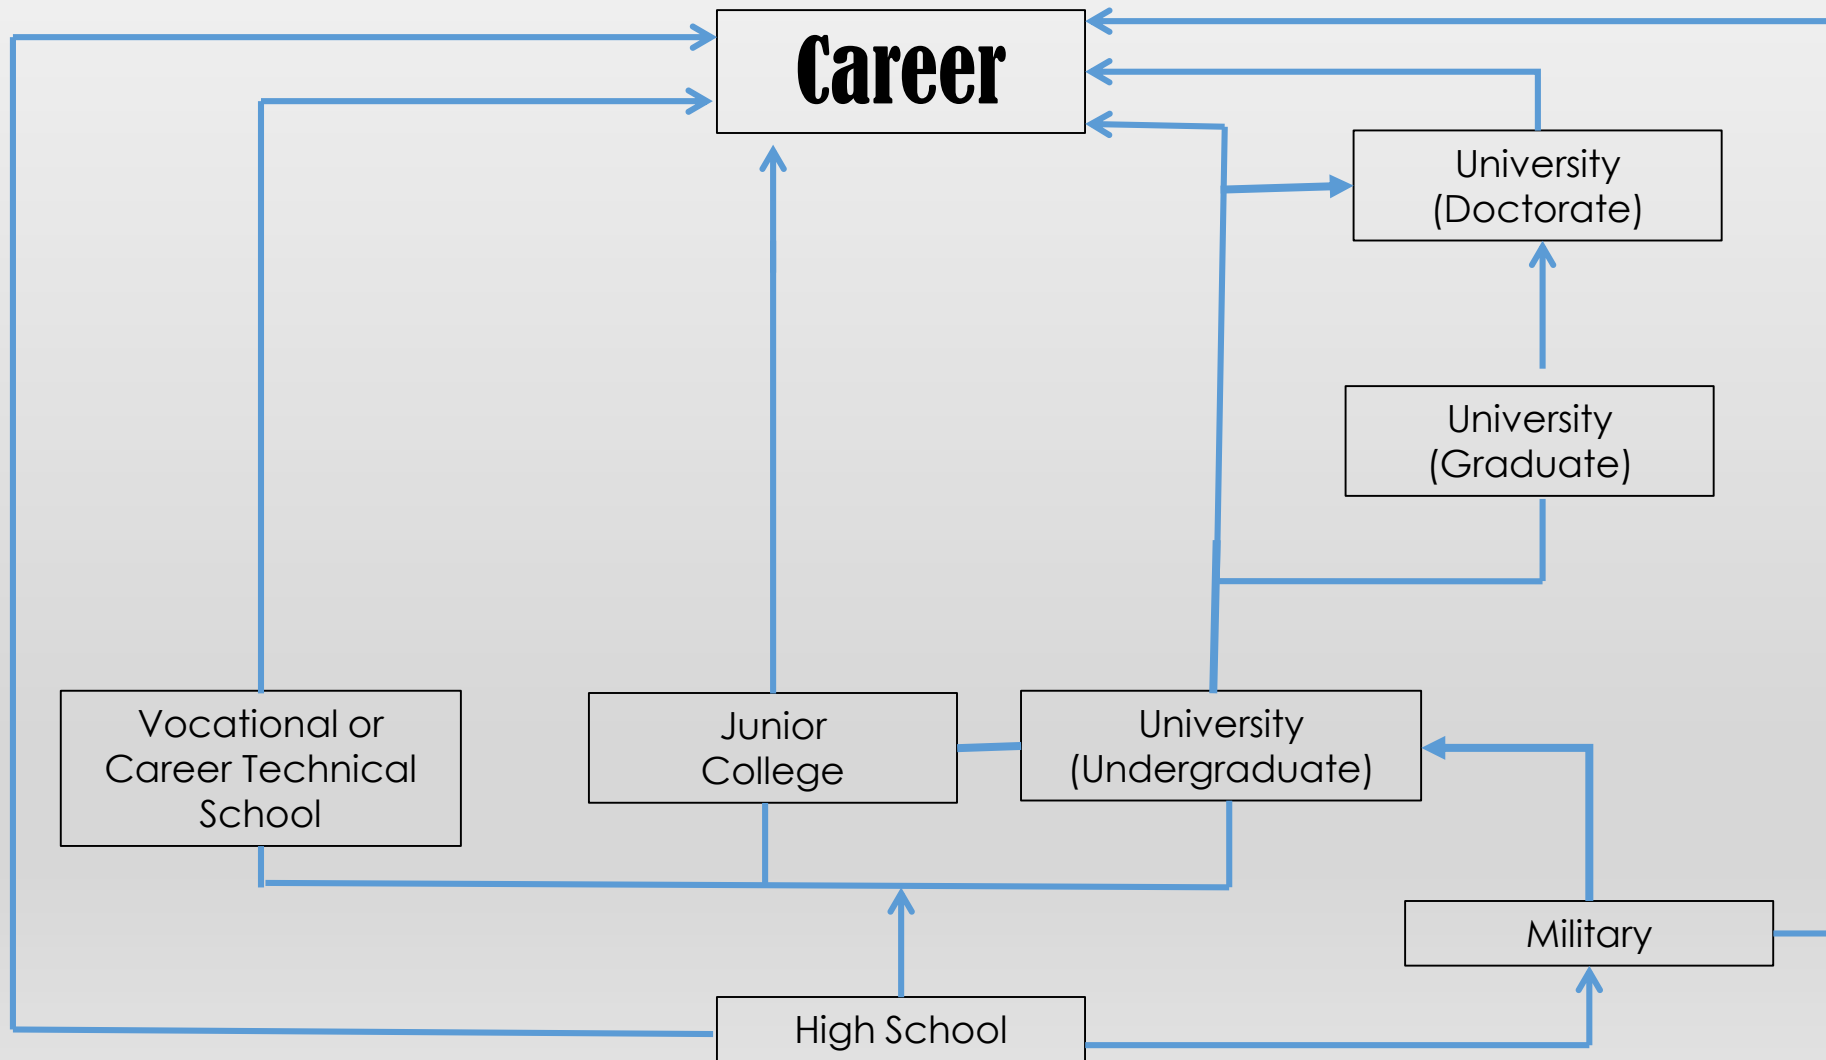 Career
University
(Doctorate)
University
(Graduate)
Vocational or
Career Technical
School
Junior
College
University
(Undergraduate)
Military
High School